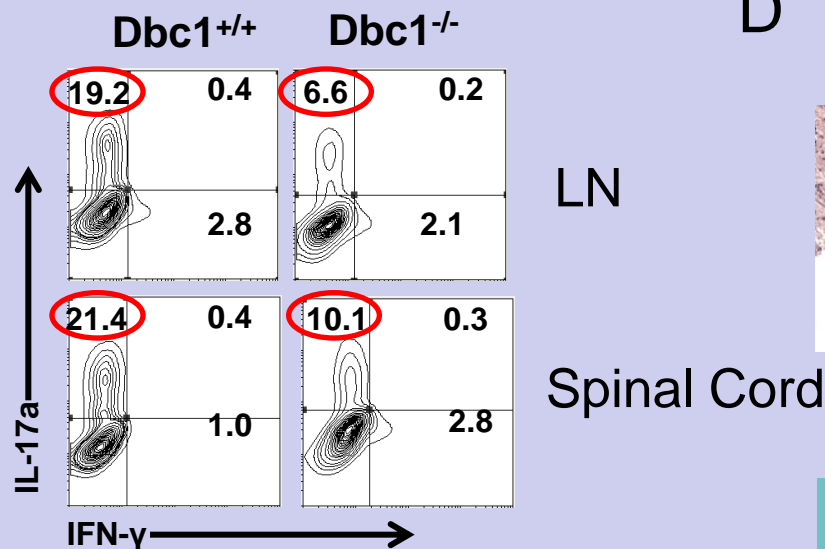 Dbc1+/+ Dbc1-/- D
19.2 0.4 6.6 0.2
LN
2.8 2.1
21.4 0.4 10.1 0.3
Spinal Cord
1.0 2.8
IL-17a
IFN-γ